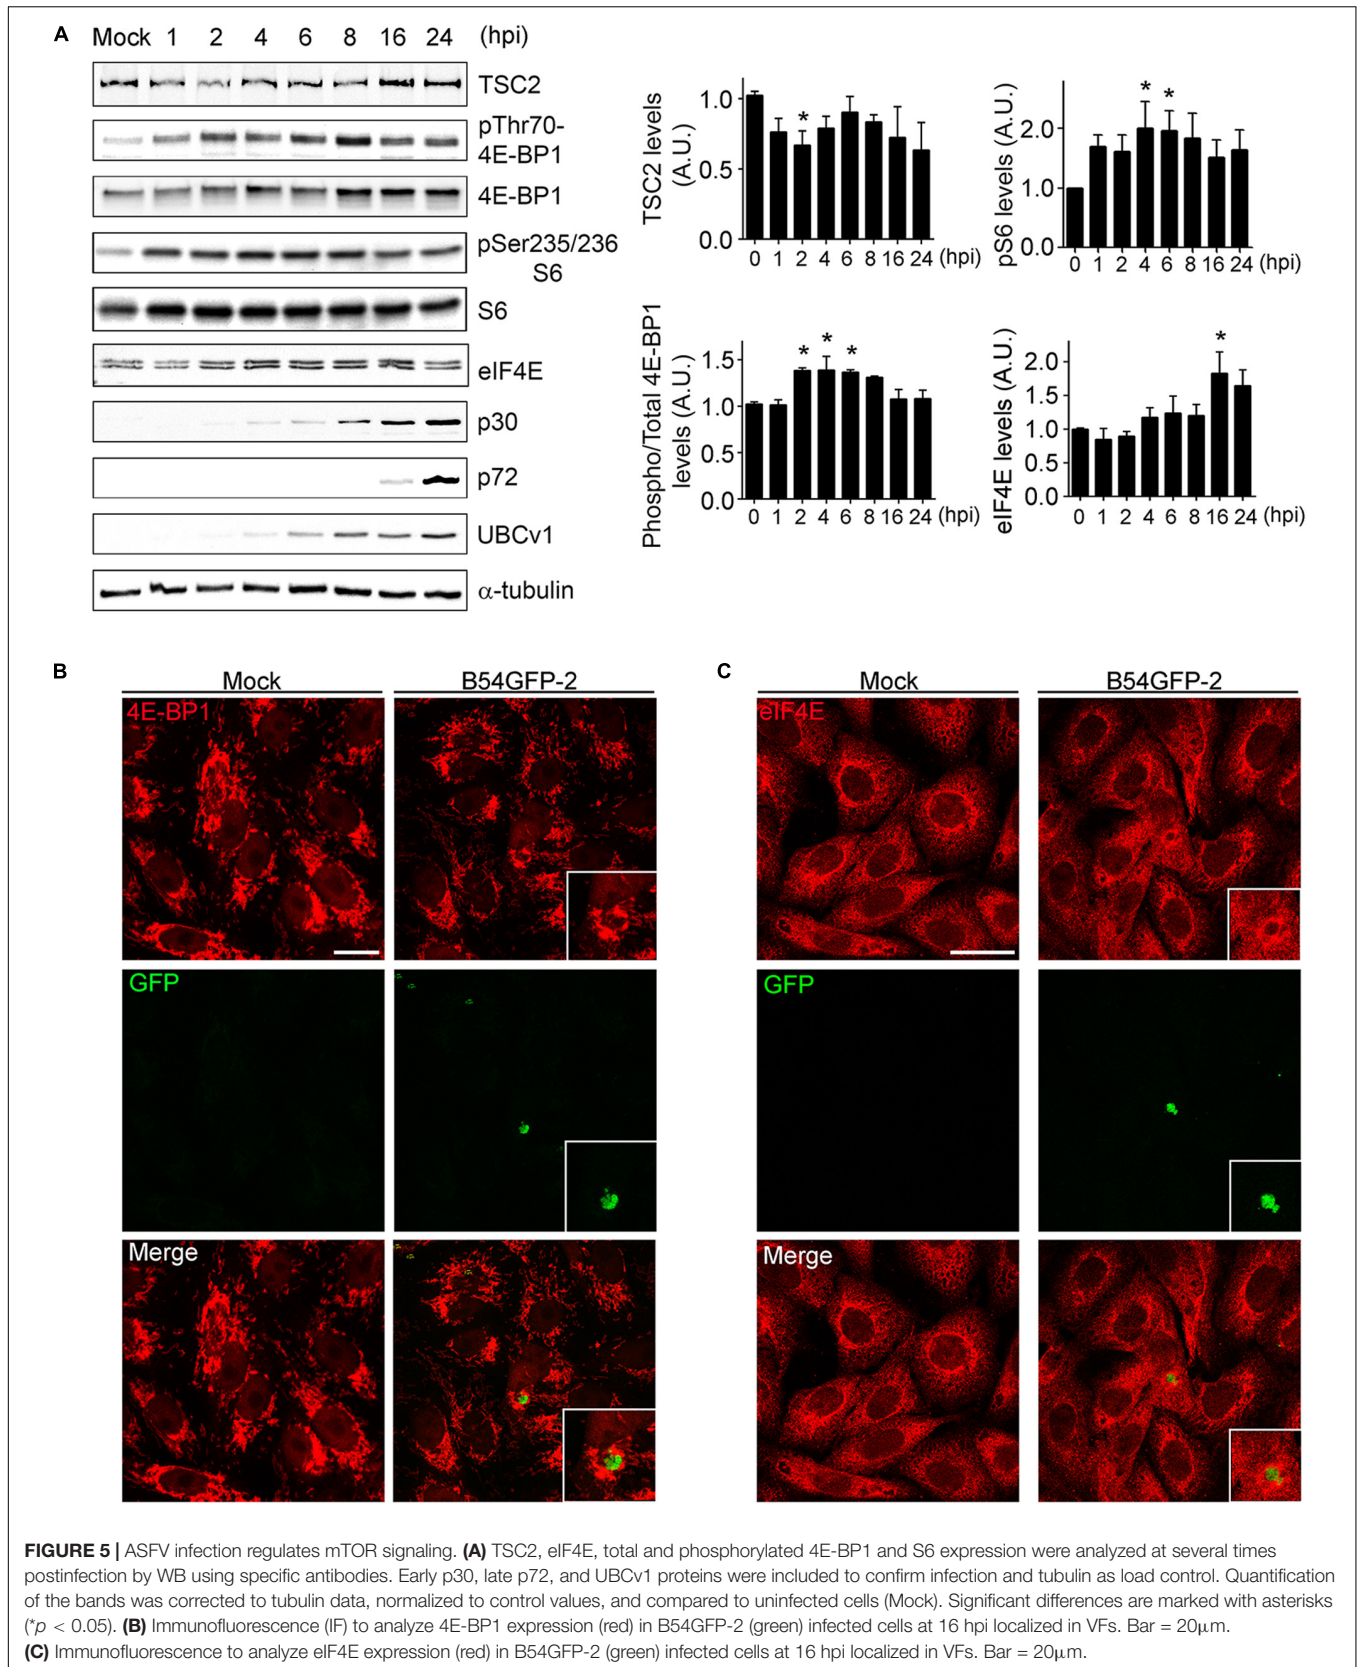 A
Mock 1 2 4 6 8 16 24 (hpi)
TSC2
pThr70-
4E-BP1
4E-BP1
pSer235/236
S6
S6
eIF4E
p30
p72
UBCv1
α-tubulin
TSC2 levels
(A.U.)
1.0
0.5
0.0
*
0 1 2 4 6 8 16 24 (hpi)
pS6 levels (A.U.)
2.0
1.0
0.0
* *
0 1 2 4 6 8 16 24 (hpi)
Phospho/Total 4E-BP1
levels (A.U.)
1.5
1.0
0.5
0.0
* * *
0 1 2 4 6 8 16 24 (hpi)
eIF4E levels (A.U.)
2.0
1.0
0.5
0.0
*
0 1 2 4 6 8 16 24 (hpi)
B
Mock B54GFP-2
4E-BP1
GFP
Merge
C
Mock B54GFP-2
eIF4E
GFP
Merge
FIGURE 5 | ASFV infection regulates mTOR signaling. (A) TSC2, eIF4E, total and phosphorylated 4E-BP1 and S6 expression were analyzed at several times
postinfection by WB using specific antibodies. Early p30, late p72, and UBCv1 proteins were included to confirm infection and tubulin as load control. Quantification
of the bands was corrected to tubulin data, normalized to control values, and compared to uninfected cells (Mock). Significant differences are marked with asterisks
(*p < 0.05). (B) Immunofluorescence (IF) to analyze 4E-BP1 expression (red) in B54GFP-2 (green) infected cells at 16 hpi localized in VFs. Bar = 20μm.
(C) Immunofluorescence to analyze eIF4E expression (red) in B54GFP-2 (green) infected cells at 16 hpi localized in VFs. Bar = 20μm.